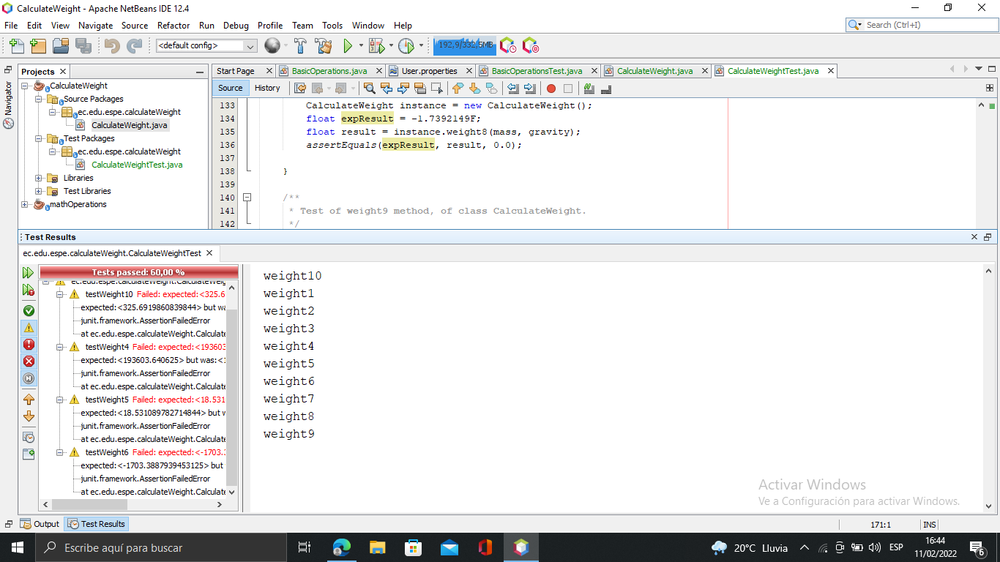 CalculateWeight - Apache NetBeans IDE 12.4
File Edit View Navigate Source Refactor Run Debug Profile Team Tools Window Help
Search (Ctrl+I)
<default config>
192,9/332,5MB
Navigator
Projects
CalculateWeight
Source Packages
ec.edu.espe.calculateWeight
CalculateWeight.java
Test Packages
ec.edu.espe.calculateWeight
CalculateWeightTest.java
Libraries
Test Libraries
mathOperations
Start Page BasicOperations.java User.properties BasicOperationsTest.java CalculateWeight.java CalculateWeightTest.java
Source History
133 CalculateWeight instance = new CalculateWeight();
134 float expResult = -1.7392149F;
135 float result = instance.weight8(mass, gravity);
136 assertEquals(expResult, result, 0.0);
137
138 }
139
140 /**
141 * Test of weight9 method, of class CalculateWeight.
142 */
Test Results
ec.edu.espe.calculateWeight.CalculateWeightTest
Tests passed: 60,00 %
ec.edu.espe.calculateWeight.CalculateWeig
testWeight10 Failed: expected:<325.6
expected:<325.6919860839844> but wa
junit.framework.AssertionFailedError
at ec.edu.espe.calculateWeight.Calculate
testWeight4 Failed: expected:<193603
expected:<193603.640625> but was:<1
junit.framework.AssertionFailedError
at ec.edu.espe.calculateWeight.Calculate
testWeight5 Failed: expected:<18.531
expected:<18.531089782714844> but w
junit.framework.AssertionFailedError
at ec.edu.espe.calculateWeight.Calculate
testWeight6 Failed: expected:<-1703.3
expected:<-1703.3887939453125> but
junit.framework.AssertionFailedError
at ec.edu.espe.calculateWeight.Calculate
weight10
weight1
weight2
weight3
weight4
weight5
weight6
weight7
weight8
weight9
Activar Windows
Ve a Configuración para activar Windows.
Output Test Results
171:1 INS
Escribe aquí para buscar
20°C Lluvia
ESP
16:44
11/02/2022
6